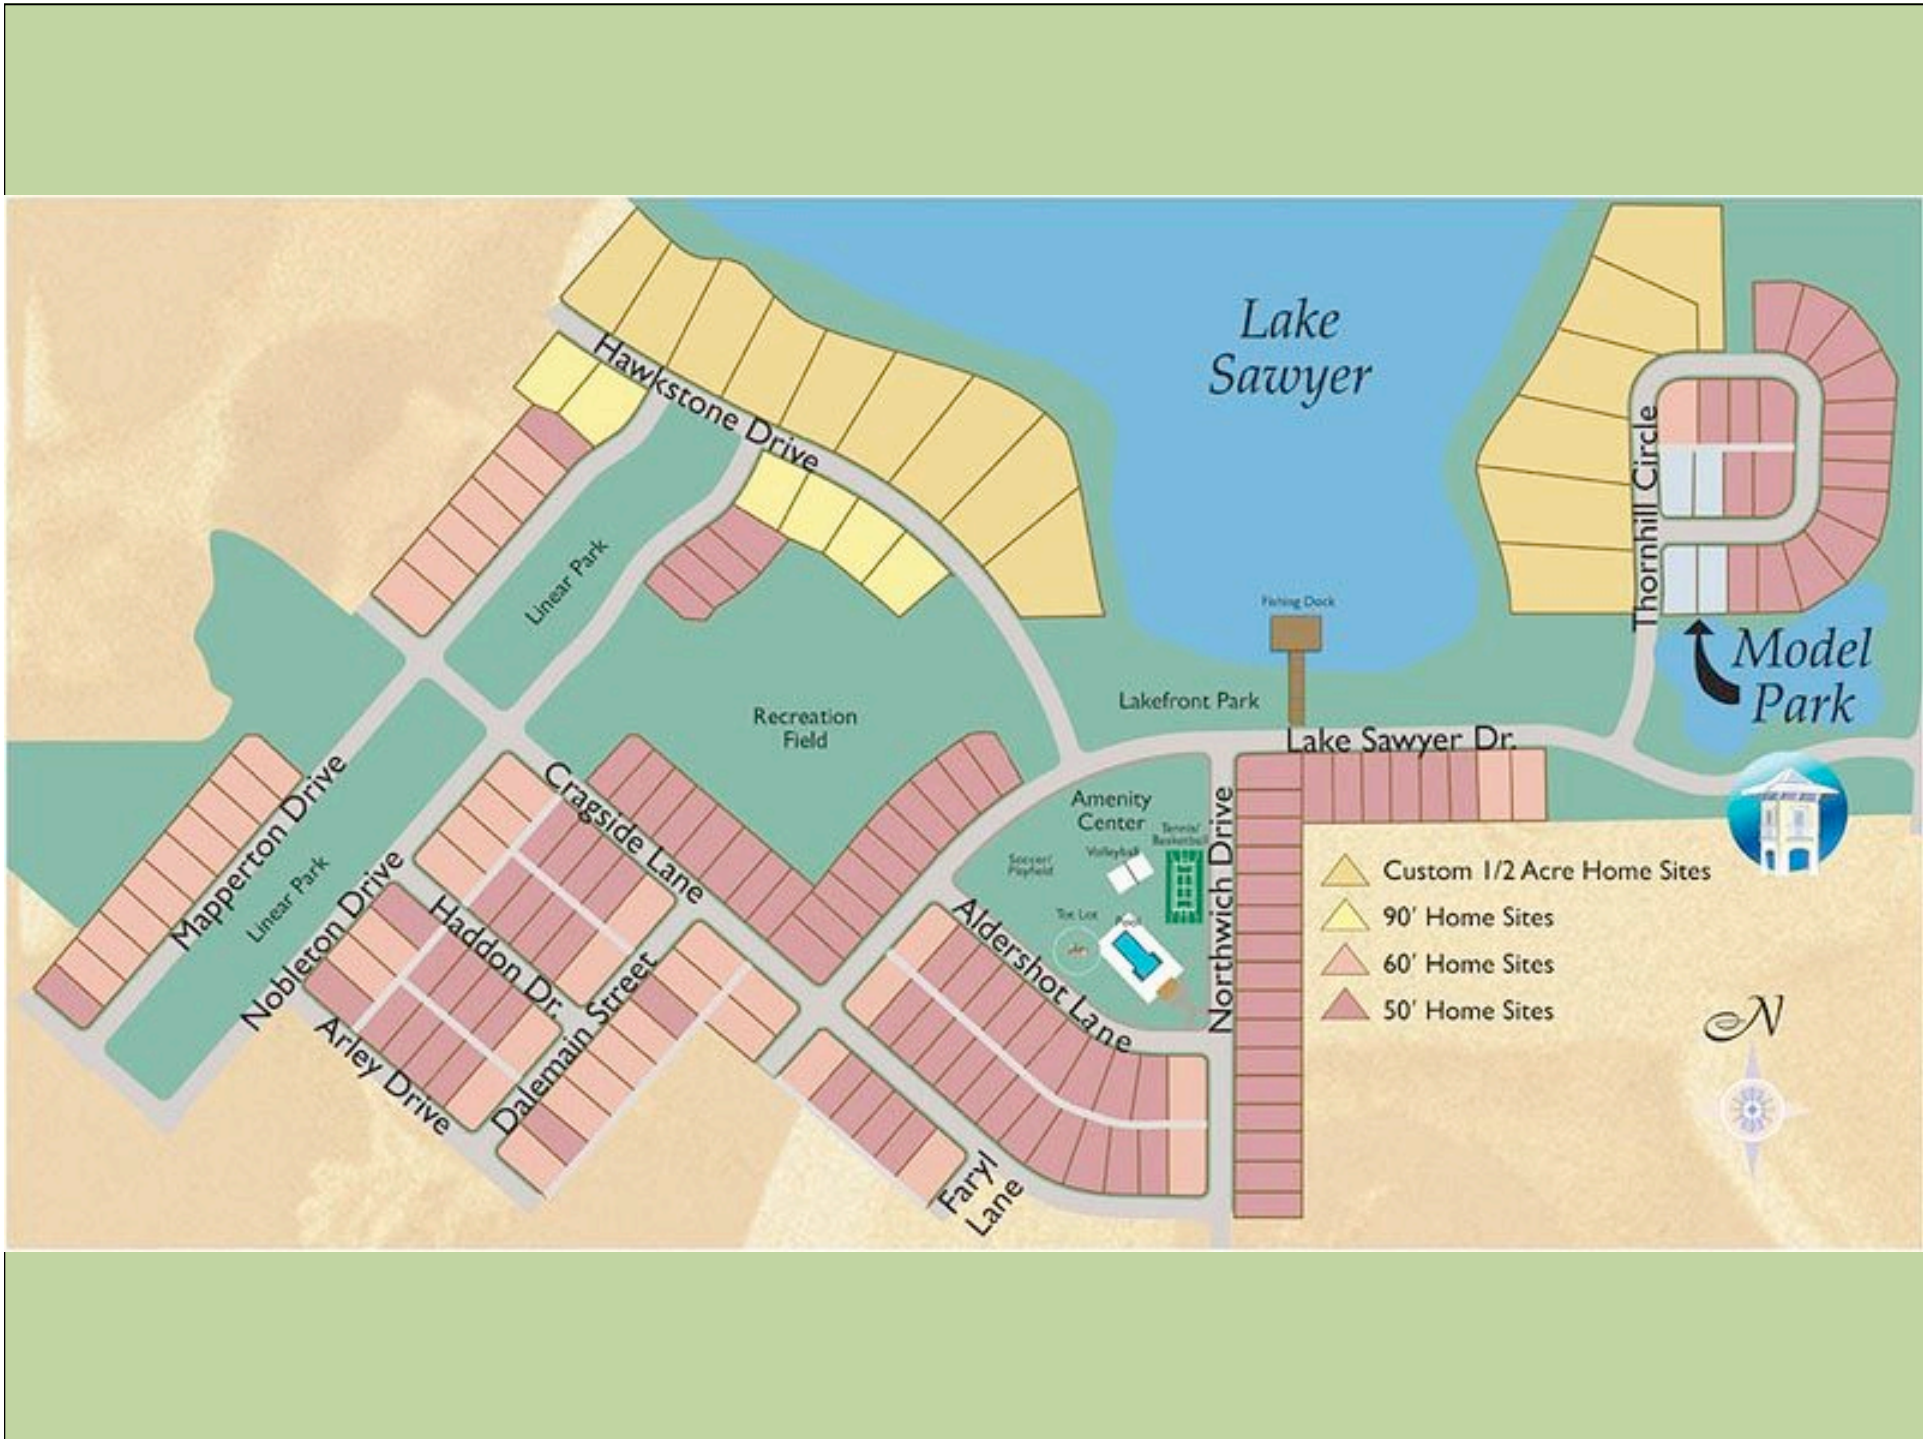 Lake
Sawyer
Hawkstone Drive
Thornhill Circle
Linear Park
Fishing Dock
Model
Park
Lakefront Park
Recreation
Field
Lake Sawyer Dr.
Mapperton Drive
Cragside Lane
Amenity
Center
Tennis/
Basketball
Volleyball
Soccer/
Playfield
Northwich Drive
Linear Park
Nobleton Drive
Haddon Dr.
Aldershot Lane
Tot Lot
Pool
Dalemain Street
Arley Drive
Faryl
Lane
Custom 1/2 Acre Home Sites
90' Home Sites
60' Home Sites
50' Home Sites
N